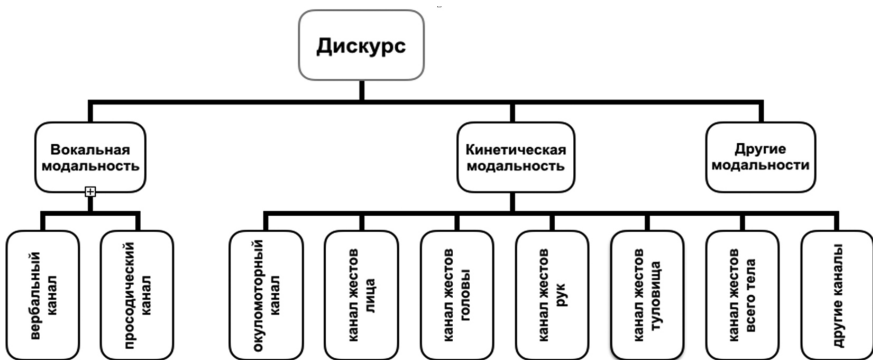 Дискурс
Вокальная
модальность
Кинетическая
модальность
Другие
модальности
вербальный
канал
просодический
канал
окуломоторный
канал
канал жестов
лица
канал жестов
головы
канал жестов
рук
канал жестов
туловища
канал жестов
всего тела
другие каналы